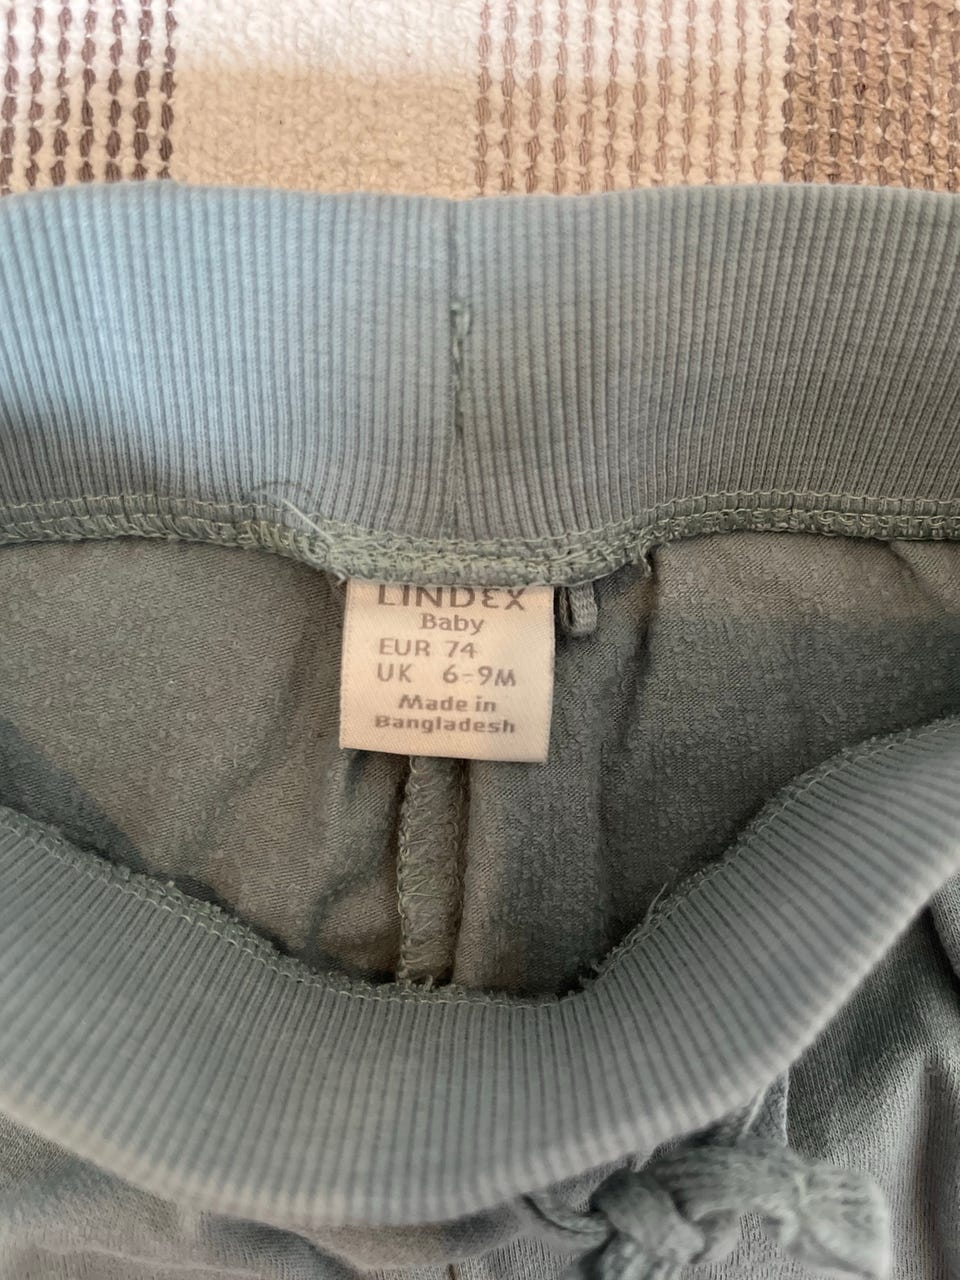 LINDEX
Baby
EUR 74
UK 6-9M
Made in
Bangladesh